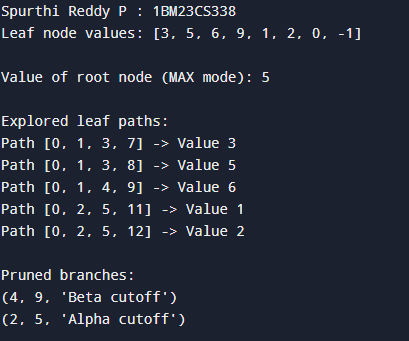 Spurthi Reddy P : 1BM23CS338
Leaf node values: [3, 5, 6, 9, 1, 2, 0, -1]
Value of root node (MAX mode): 5
Explored leaf paths:
Path [0, 1, 3, 7] -> Value 3
Path [0, 1, 3, 8] -> Value 5
Path [0, 1, 4, 9] -> Value 6
Path [0, 2, 5, 11] -> Value 1
Path [0, 2, 5, 12] -> Value 2
Pruned branches:
(4, 9, 'Beta cutoff')
(2, 5, 'Alpha cutoff')